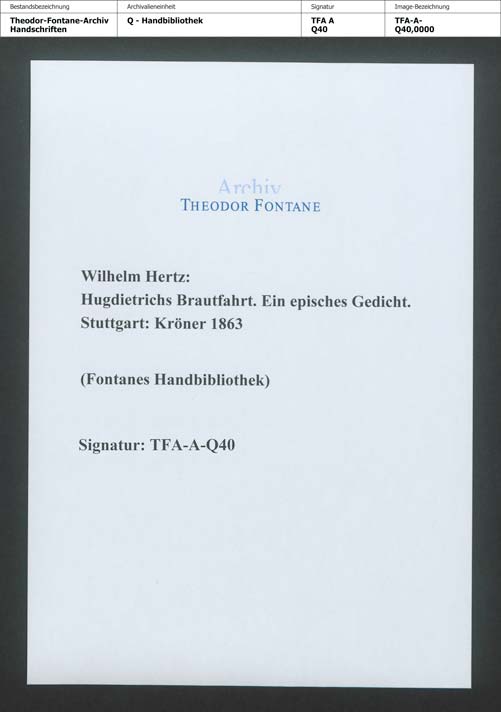 Bestandsbezeichnung Archivalieneinheit Signatur Image-Bezeichnung
Theodor-Fontane-Archiv Q - Handbibliothek TFA A TFA-A-
Handschriften Q40 Q40,0000
Archiv
THEODOR FONTANE
Wilhelm Hertz:
Hugdietrichs Brautfahrt. Ein episches Gedicht.
Stuttgart: Kröner 1863
(Fontanes Handbibliothek)
Signatur: TFA-A-Q40